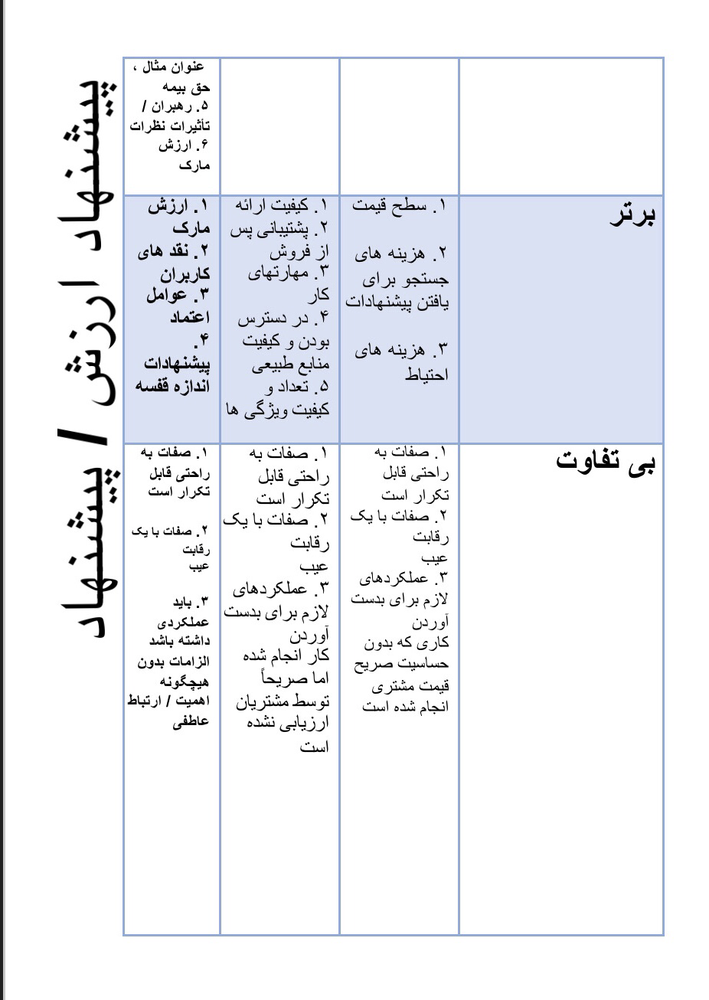 عنوان مثال ،
حق بیمه
۵. رهبران /
تأثیرات نظرات
۶. ارزش
مارک
برتر
۱. سطح قیمت
۲. هزینه های
جستجو برای
یافتن پیشنهادات
۳. هزینه های
احتیاط
۱. کیفیت ارائه
۲. پشتیبانی پس
از فروش
۳. مهارتهای
کار
۴. در دسترس
بودن و کیفیت
منابع طبیعی
۵. تعداد و
کیفیت ویژگی ها
۱. ارزش
مارک
۲. نقد های
کاربران
۳. عوامل
اعتماد
۴.
پیشنهادات
اندازه قفسه
بی تفاوت
۱. صفات به
راحتی قابل
تکرار است
۲. صفات با یک
رقابت
عیب
۳. عملکردهای
لازم برای بدست
آوردن
کاری که بدون
حساسیت صریح
قیمت مشتری
انجام شده است
۱. صفات به
راحتی قابل
تکرار است
۲. صفات با یک
رقابت
عیب
۳. عملکردهای
لازم برای بدست
آوردن
کار انجام شده
اما صریحاً
توسط مشتریان
ارزیابی نشده
است
۱. صفات به
راحتی قابل
تکرار است
۲. صفات با یک
رقابت
عیب
۳. باید
عملکردی
داشته باشد
الزامات بدون
هیچگونه
اهمیت / ارتباط
عاطفی
پیشنهاد ارزش / پیشنهاد